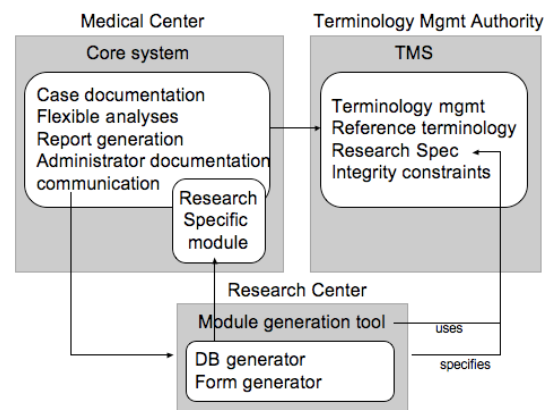 Medical Center
Terminology Mgmt Authority
Core system
TMS
Case documentation
Flexible analyses
Report generation
Administrator documentation
communication
Terminology mgmt
Reference terminology
Research Spec
Integrity constraints
Research
Specific
module
Research Center
Module generation tool
uses
DB generator
Form generator
specifies